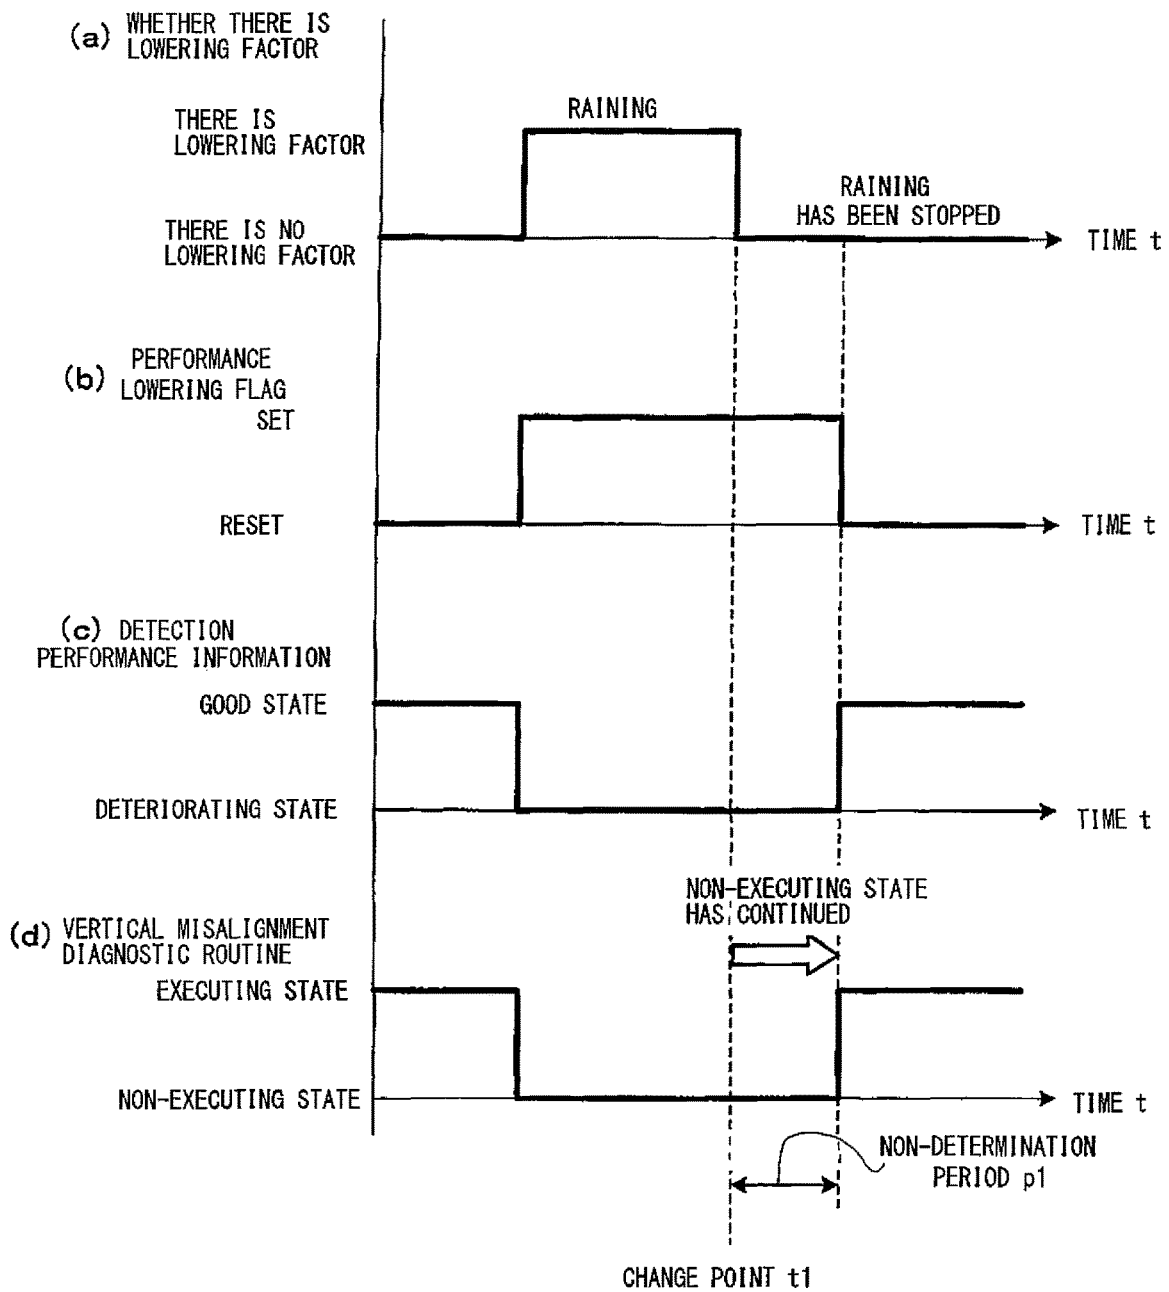 (a) WHETHER THERE IS
LOWERING FACTOR
THERE IS
LOWERING FACTOR
RAINING
THERE IS NO
LOWERING FACTOR
RAINING
HAS BEEN STOPPED
TIME t
(b) PERFORMANCE
LOWERING FLAG
SET
RESET
TIME t
(c) DETECTION
PERFORMANCE INFORMATION
GOOD STATE
DETERIORATING STATE
TIME t
NON-EXECUTING STATE
HAS CONTINUED
(d) VERTICAL MISALIGNMENT
DIAGNOSTIC ROUTINE
EXECUTING STATE
NON-EXECUTING STATE
TIME t
NON-DETERMINATION
PERIOD p1
CHANGE POINT t1